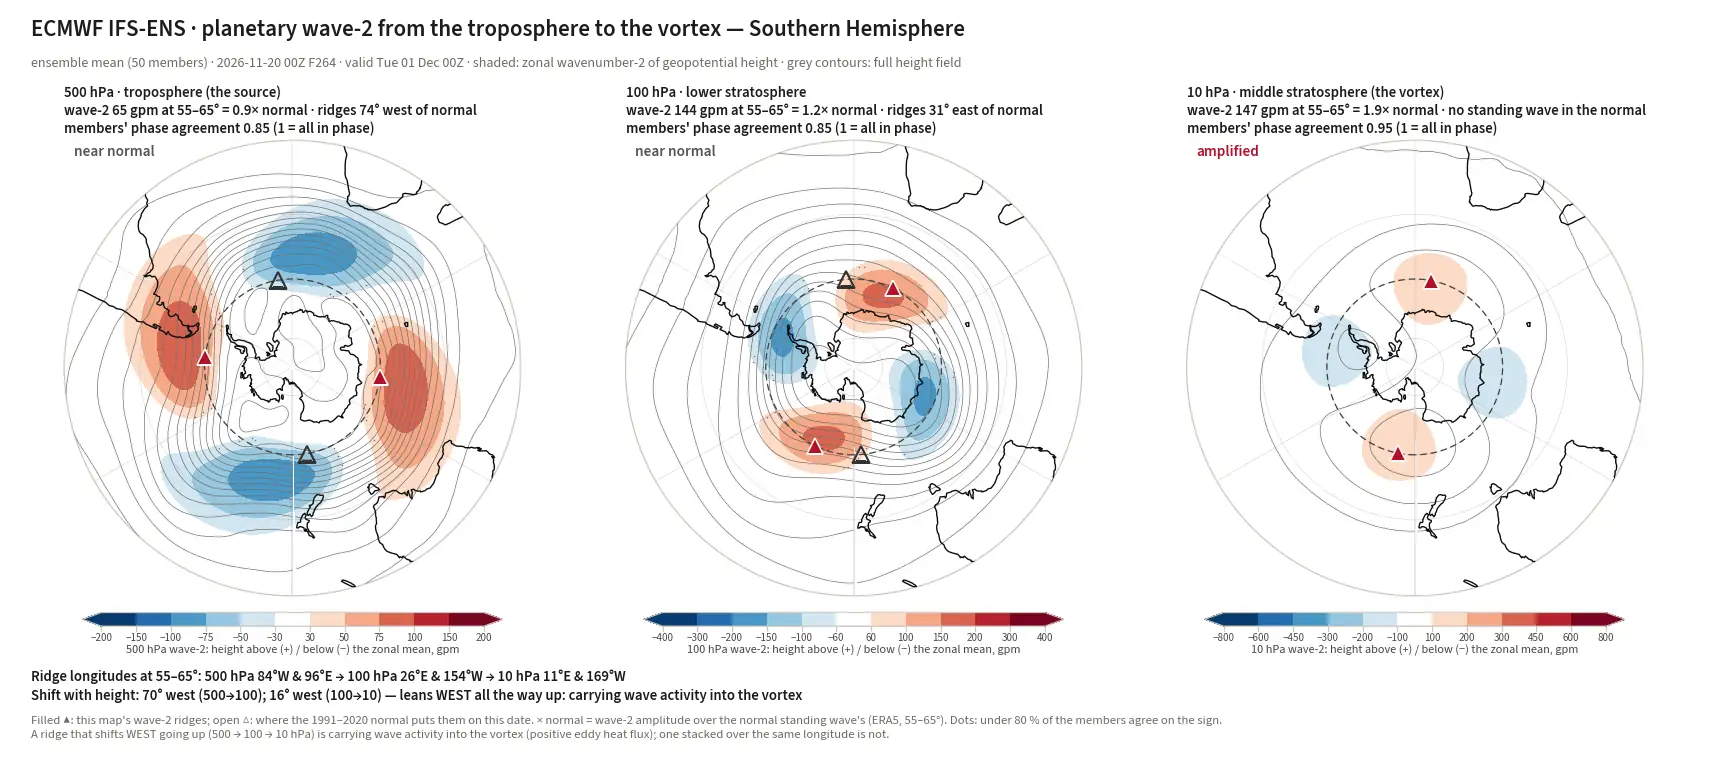 ECMWF IFS-ENS · planetary wave-2 from the troposphere to the vortex — Southern Hemisphere
ensemble mean (50 members) · 2026-11-20 00Z F264 · valid Tue 01 Dec 00Z · shaded: zonal wavenumber-2 of geopotential height · grey contours: full height field
500 hPa · troposphere (the source)
wave-2 65 gpm at 55–65° = 0.9× normal · ridges 74° west of normal
members' phase agreement 0.85 (1 = all in phase)
near normal
−200 −150 −100 −75 −50 −30 30 50 75 100 150 200
500 hPa wave-2: height above (+) / below (−) the zonal mean, gpm
100 hPa · lower stratosphere
wave-2 144 gpm at 55–65° = 1.2× normal · ridges 31° east of normal
members' phase agreement 0.85 (1 = all in phase)
near normal
−400 −300 −200 −150 −100 −60 60 100 150 200 300 400
100 hPa wave-2: height above (+) / below (−) the zonal mean, gpm
10 hPa · middle stratosphere (the vortex)
wave-2 147 gpm at 55–65° = 1.9× normal · no standing wave in the normal
members' phase agreement 0.95 (1 = all in phase)
amplified
−800 −600 −450 −300 −200 −100 100 200 300 450 600 800
10 hPa wave-2: height above (+) / below (−) the zonal mean, gpm
Ridge longitudes at 55–65°: 500 hPa 84°W & 96°E → 100 hPa 26°E & 154°W → 10 hPa 11°E & 169°W
Shift with height: 70° west (500→100); 16° west (100→10) — leans WEST all the way up: carrying wave activity into the vortex
Filled ▲: this map's wave-2 ridges; open △: where the 1991–2020 normal puts them on this date. × normal = wave-2 amplitude over the normal standing wave's (ERA5, 55–65°). Dots: under 80 % of the members agree on the sign.
A ridge that shifts WEST going up (500 → 100 → 10 hPa) is carrying wave activity into the vortex (positive eddy heat flux); one stacked over the same longitude is not.